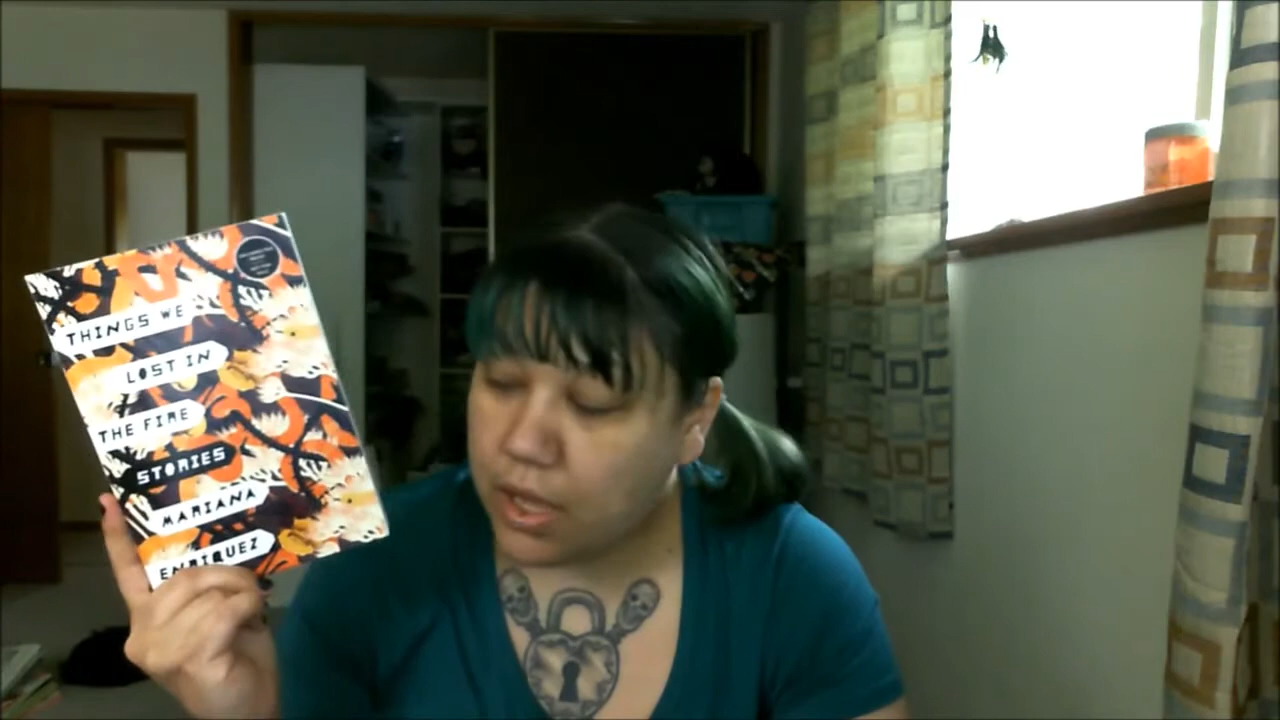 THINGS WE
LOST IN
THE FIRE
STORIES
MARIANA
ENRIQUEZ